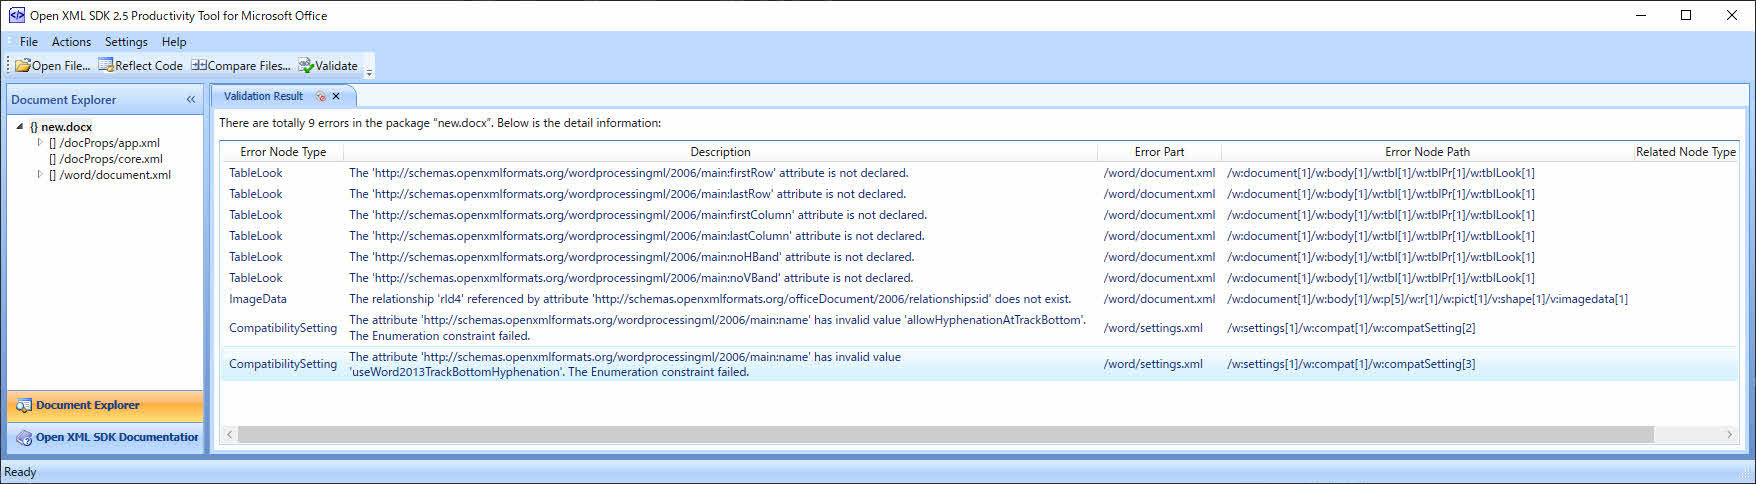 Open XML SDK 2.5 Productivity Tool for Microsoft Office
File Actions Settings Help
Open File... Reflect Code Compare Files... Validate
Document Explorer «
Validation Result
{} new.docx
[] /docProps/app.xml
[] /docProps/core.xml
[] /word/document.xml
There are totally 9 errors in the package "new.docx". Below is the detail information:
Error Node Type Description Error Part Error Node Path Related Node Type
TableLook The 'http://schemas.openxmlformats.org/wordprocessingml/2006/main:firstRow' attribute is not declared. /word/document.xml /w:document[1]/w:body[1]/w:tbl[1]/w:tblPr[1]/w:tblLook[1]
TableLook The 'http://schemas.openxmlformats.org/wordprocessingml/2006/main:lastRow' attribute is not declared. /word/document.xml /w:document[1]/w:body[1]/w:tbl[1]/w:tblPr[1]/w:tblLook[1]
TableLook The 'http://schemas.openxmlformats.org/wordprocessingml/2006/main:firstColumn' attribute is not declared. /word/document.xml /w:document[1]/w:body[1]/w:tbl[1]/w:tblPr[1]/w:tblLook[1]
TableLook The 'http://schemas.openxmlformats.org/wordprocessingml/2006/main:lastColumn' attribute is not declared. /word/document.xml /w:document[1]/w:body[1]/w:tbl[1]/w:tblPr[1]/w:tblLook[1]
TableLook The 'http://schemas.openxmlformats.org/wordprocessingml/2006/main:noHBand' attribute is not declared. /word/document.xml /w:document[1]/w:body[1]/w:tbl[1]/w:tblPr[1]/w:tblLook[1]
TableLook The 'http://schemas.openxmlformats.org/wordprocessingml/2006/main:noVBand' attribute is not declared. /word/document.xml /w:document[1]/w:body[1]/w:tbl[1]/w:tblPr[1]/w:tblLook[1]
ImageData The relationship 'rId4' referenced by attribute 'http://schemas.openxmlformats.org/officeDocument/2006/relationships:id' does not exist. /word/document.xml /w:document[1]/w:body[1]/w:p[5]/w:r[1]/w:pict[1]/v:shape[1]/v:imagedata[1]
CompatibilitySetting The attribute 'http://schemas.openxmlformats.org/wordprocessingml/2006/main:name' has invalid value 'allowHyphenationAtTrackBottom'. /word/settings.xml /w:settings[1]/w:compat[1]/w:compatSetting[2]
The Enumeration constraint failed.
CompatibilitySetting The attribute 'http://schemas.openxmlformats.org/wordprocessingml/2006/main:name' has invalid value /word/settings.xml /w:settings[1]/w:compat[1]/w:compatSetting[3]
'useWord2013TrackBottomHyphenation'. The Enumeration constraint failed.
Document Explorer
Open XML SDK Documentation
Ready